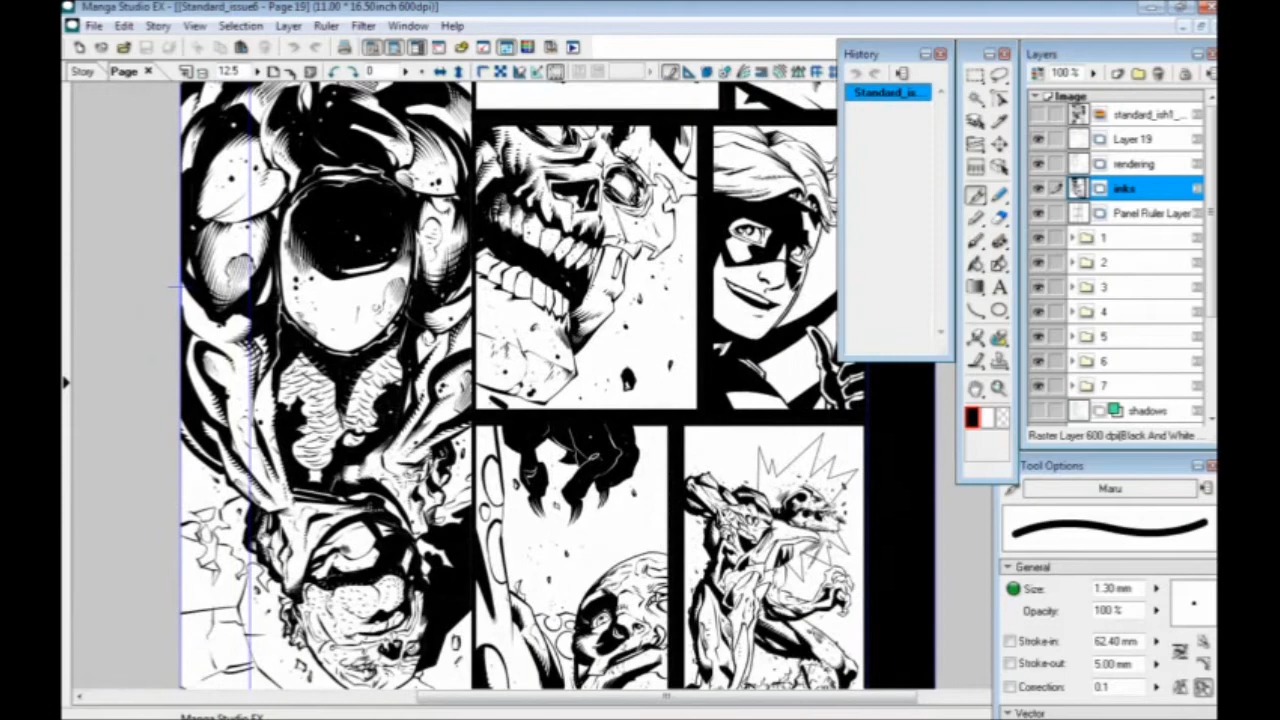 Manga Studio EX - [[Standard_issue6 - Page 19] (11.00 * 16.50inch 600dpi)]
File Edit Story View Selection Layer Ruler Filter Window Help
Story Page × 12.5 0
History
Standard_is...
Layers
100 %
Image
standard_ish1_...
Layer 19
rendering
inks
Panel Ruler Layer
1
2
3
4
5
6
7
shadows
Raster Layer 600 dpi(Black And White ...
Tool Options
Maru
General
Size: 1.30 mm
Opacity: 100 %
Stroke-in: 62.40 mm
Stroke-out: 5.00 mm
Correction: 0.1
Vector
Manga Studio EX